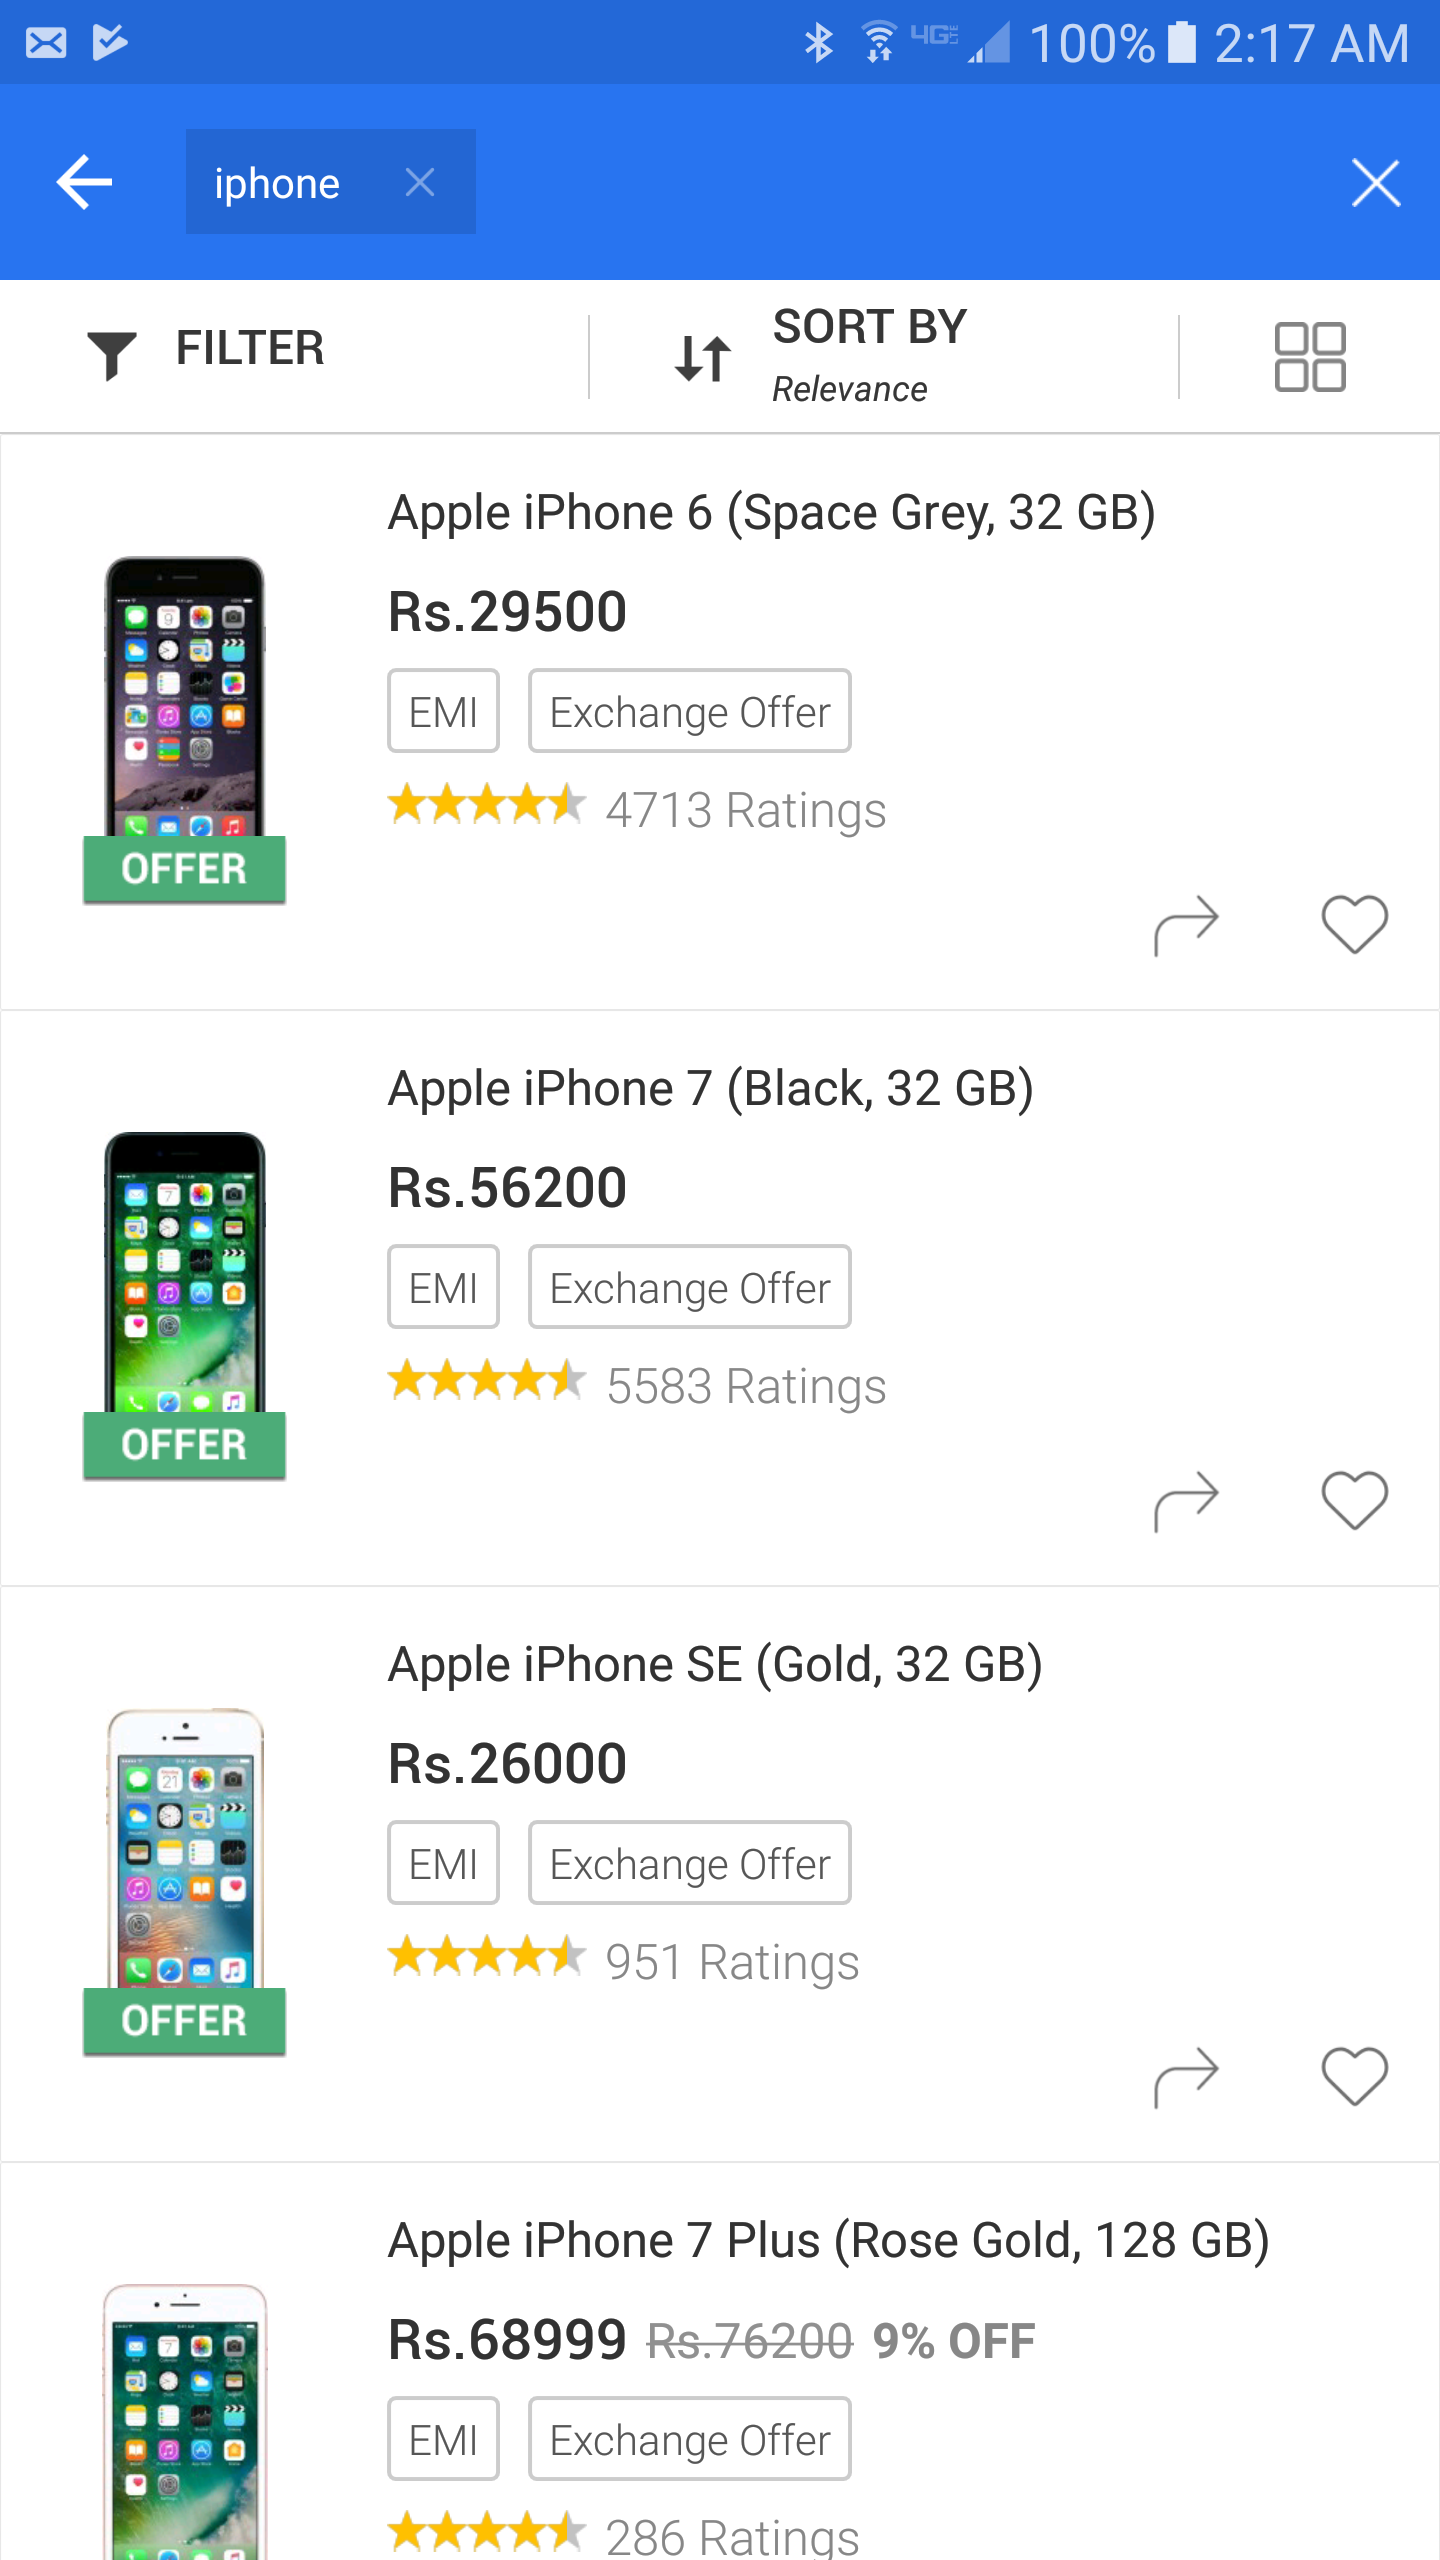 4G LTE 100% 2:17 AM
iphone
FILTER
SORT BY
Relevance
Apple iPhone 6 (Space Grey, 32 GB)
Rs.29500
EMI Exchange Offer
4713 Ratings
OFFER
Apple iPhone 7 (Black, 32 GB)
Rs.56200
EMI Exchange Offer
5583 Ratings
OFFER
Apple iPhone SE (Gold, 32 GB)
Rs.26000
EMI Exchange Offer
951 Ratings
OFFER
Apple iPhone 7 Plus (Rose Gold, 128 GB)
Rs.68999 Rs.76200 9% OFF
EMI Exchange Offer
286 Ratings